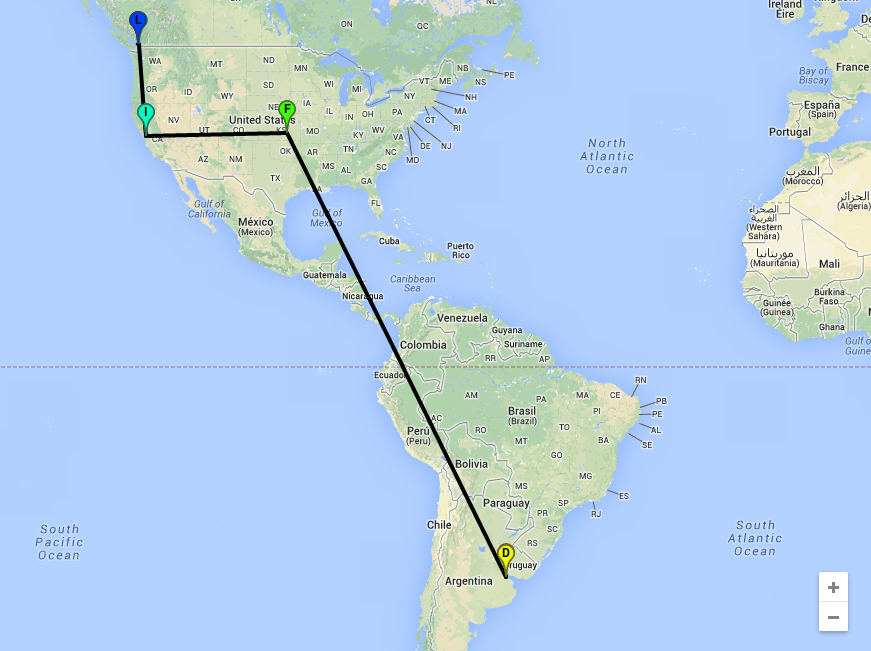 L
ON
QC
NL
Ireland
Éire
WA
MT
ND
MN
NB
PE
NS
France
Bay of
Biscay
OR
ID
WY
SD
WI
MI
VT
ME
NH
NY
MA
España
(Spain)
Portugal
I
F
NV
UT
CO
NE
IA
IL
IN
OH
PA
CT
RI
United States
KS
MO
KY
WV
VA
NJ
DE
MD
CA
AZ
NM
OK
AR
TN
NC
MS
AL
SC
GA
TX
LA
FL
North
Atlantic
Ocean
المغرب
(Morocco)
الجزائر
(Algeria)
Gulf of
California
Gulf of
Mexico
México
(Mexico)
Cuba
Puerto
Rico
الصحراء
الغربية
(Western
Sahara)
موريتانيا
(Mauritania)
Mali
Guatemala
Caribbean
Sea
Nicaragua
Burkina
Faso
Guinée
(Guinea)
Ghana
Gulf of
Guine
Venezuela
Guyana
Suriname
Colombia
RR
AP
Ecuador
AM
PA
MA
CE
RN
PB
PE
AL
SE
PI
Brasil
(Brazil)
AC
RO
TO
BA
MT
Perú
(Peru)
GO
Bolivia
MG
MS
ES
Paraguay
SP
RJ
PR
SC
Chile
RS
South
Pacific
Ocean
South
Atlantic
Ocean
D
Uruguay
Argentina
+
−